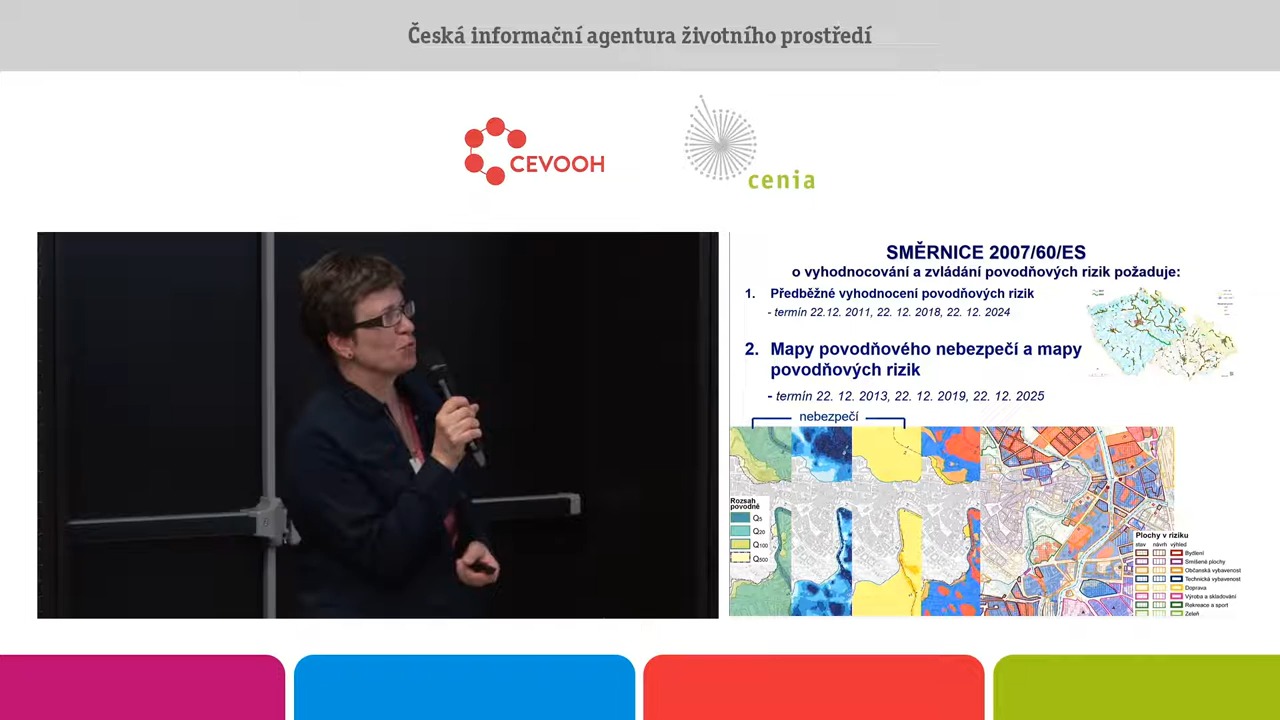 Česká informační agentura životního prostředí
CEVOOH
cenia
SMĚRNICE 2007/60/ES
o vyhodnocování a zvládání povodňových rizik požaduje:
1. Předběžné vyhodnocení povodňových rizik
- termín 22.12. 2011, 22. 12. 2018, 22. 12. 2024
2. Mapy povodňového nebezpečí a mapy
povodňových rizik
- termín 22. 12. 2013, 22. 12. 2019, 22. 12. 2025
nebezpečí
Rozsah
povodně
Q5
Q20
Q100
Q500
Plochy v riziku
stav návrh výhled
Bydlení
Smíšené plochy
Občanská vybavenost
Technická vybavenost
Doprava
Výroba a skladování
Rekreace a sport
Zeleň